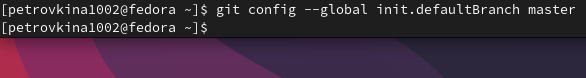 [petrovkina1002@fedora ~]$ git config --global init.defaultBranch master
[petrovkina1002@fedora ~]$